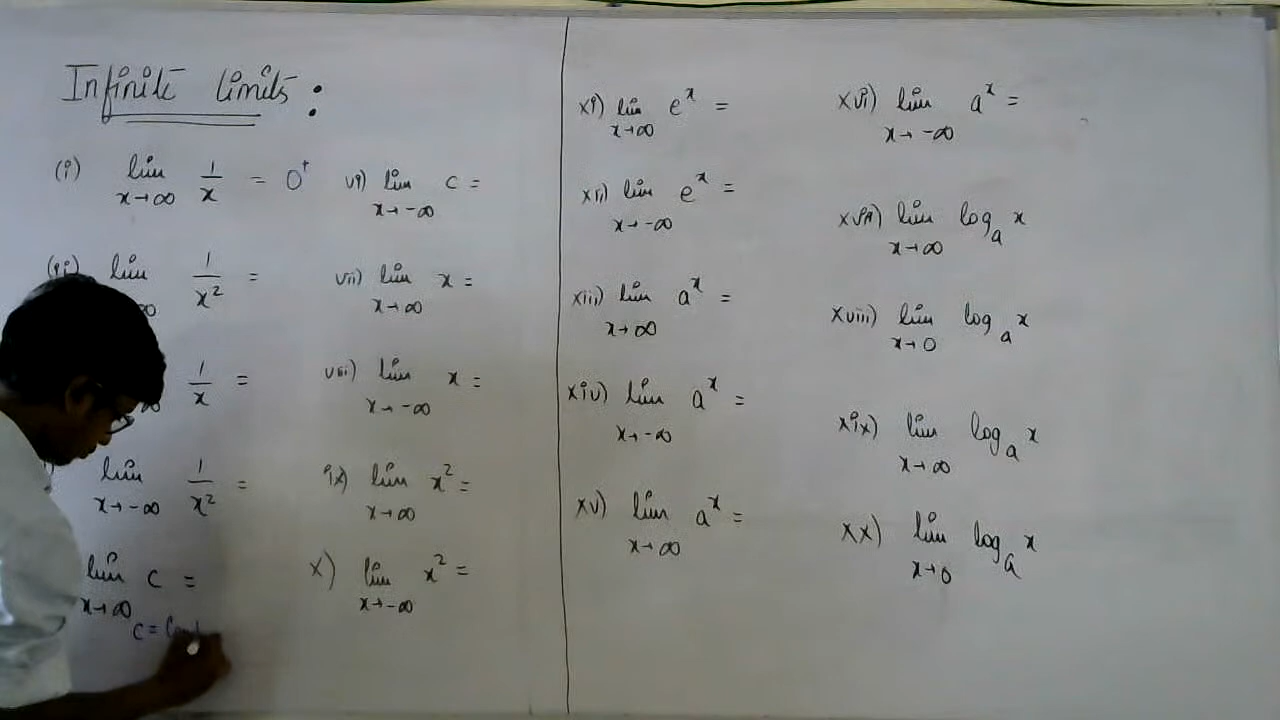 Infinite limits :
(i) lim x→∞ 1/x = 0⁺
(ii) lim ∞ 1/x² =
∞ 1/x =
lim x→-∞ 1/x² =
lim x→∞ c =
c =
vi) lim x→-∞ c =
vii) lim x→∞ x =
viii) lim x→-∞ x =
ix) lim x→∞ x² =
x) lim x→-∞ x² =
xi) lim x→∞ eˣ =
xii) lim x→-∞ eˣ =
xiii) lim x→∞ aˣ =
xiv) lim x→-∞ aˣ =
xv) lim x→∞ aˣ =
xvi) lim x→-∞ aˣ =
xvii) lim x→∞ logₐ x
xviii) lim x→0 logₐ x
xix) lim x→∞ logₐ x
xx) lim x→0 logₐ x